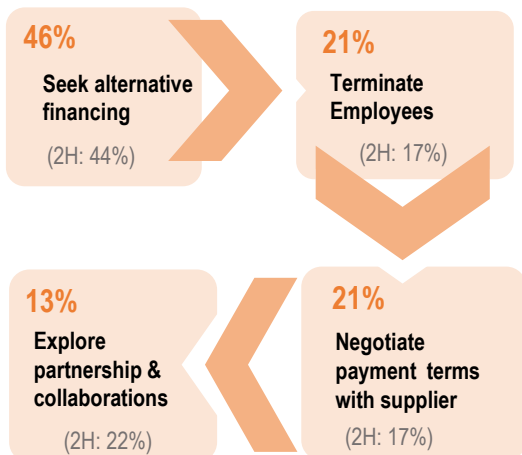 46%
Seek alternative
financing
(2H: 44%)
21%
Terminate
Employees
(2H: 17%)
21%
Negotiate
payment terms
with supplier
(2H: 17%)
13%
Explore
partnership &
collaborations
(2H: 22%)